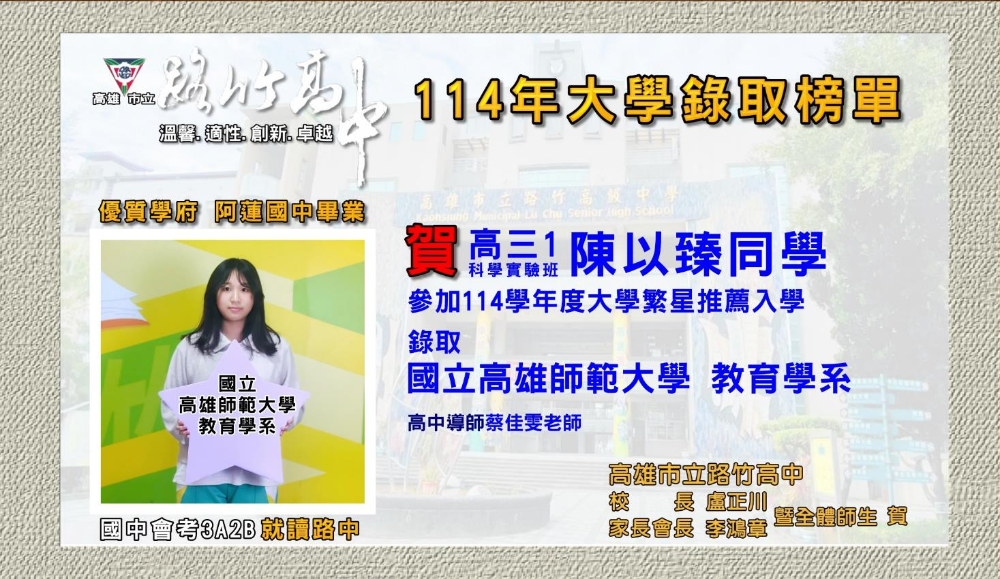 高雄市立
路竹高中
溫馨.適性.創新.卓越
114年大學錄取榜單
優質學府 阿蓮國中畢業
高雄市立路竹高級中學
Kaohsiung Municipal Lu Chu Senior High School
賀 高三1 科學實驗班 陳以臻同學
參加114學年度大學繁星推薦入學
錄取
國立高雄師範大學 教育學系
高中導師蔡佳雯老師
國立
高雄師範大學
教育學系
國中會考3A2B 就讀路中
高雄市立路竹高中
校 長 盧正川
家長會長 李鴻章
暨全體師生 賀